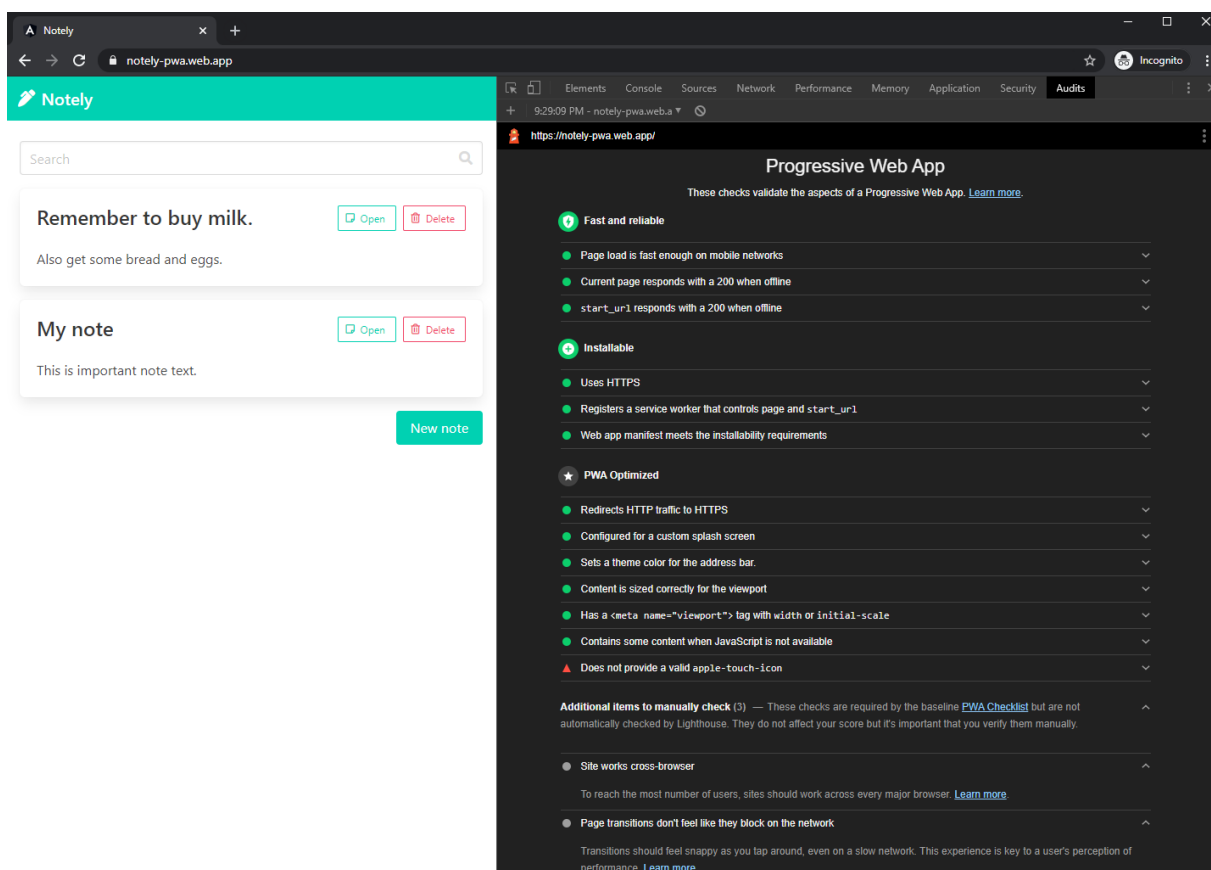 Notely
notely-pwa.web.app
Incognito
Notely
Search
Remember to buy milk.
Open
Delete
Also get some bread and eggs.
My note
Open
Delete
This is important note text.
New note
Elements Console Sources Network Performance Memory Application Security Audits
9:29:09 PM - notely-pwa.web.a
https://notely-pwa.web.app/
Progressive Web App
These checks validate the aspects of a Progressive Web App. Learn more.
Fast and reliable
Page load is fast enough on mobile networks
Current page responds with a 200 when offline
start_url responds with a 200 when offline
Installable
Uses HTTPS
Registers a service worker that controls page and start_url
Web app manifest meets the installability requirements
PWA Optimized
Redirects HTTP traffic to HTTPS
Configured for a custom splash screen
Sets a theme color for the address bar.
Content is sized correctly for the viewport
Has a <meta name="viewport"> tag with width or initial-scale
Contains some content when JavaScript is not available
Does not provide a valid apple-touch-icon
Additional items to manually check (3) — These checks are required by the baseline PWA Checklist but are not
automatically checked by Lighthouse. They do not affect your score but it's important that you verify them manually.
Site works cross-browser
To reach the most number of users, sites should work across every major browser. Learn more.
Page transitions don't feel like they block on the network
Transitions should feel snappy as you tap around, even on a slow network. This experience is key to a user's perception of
performance. Learn more.